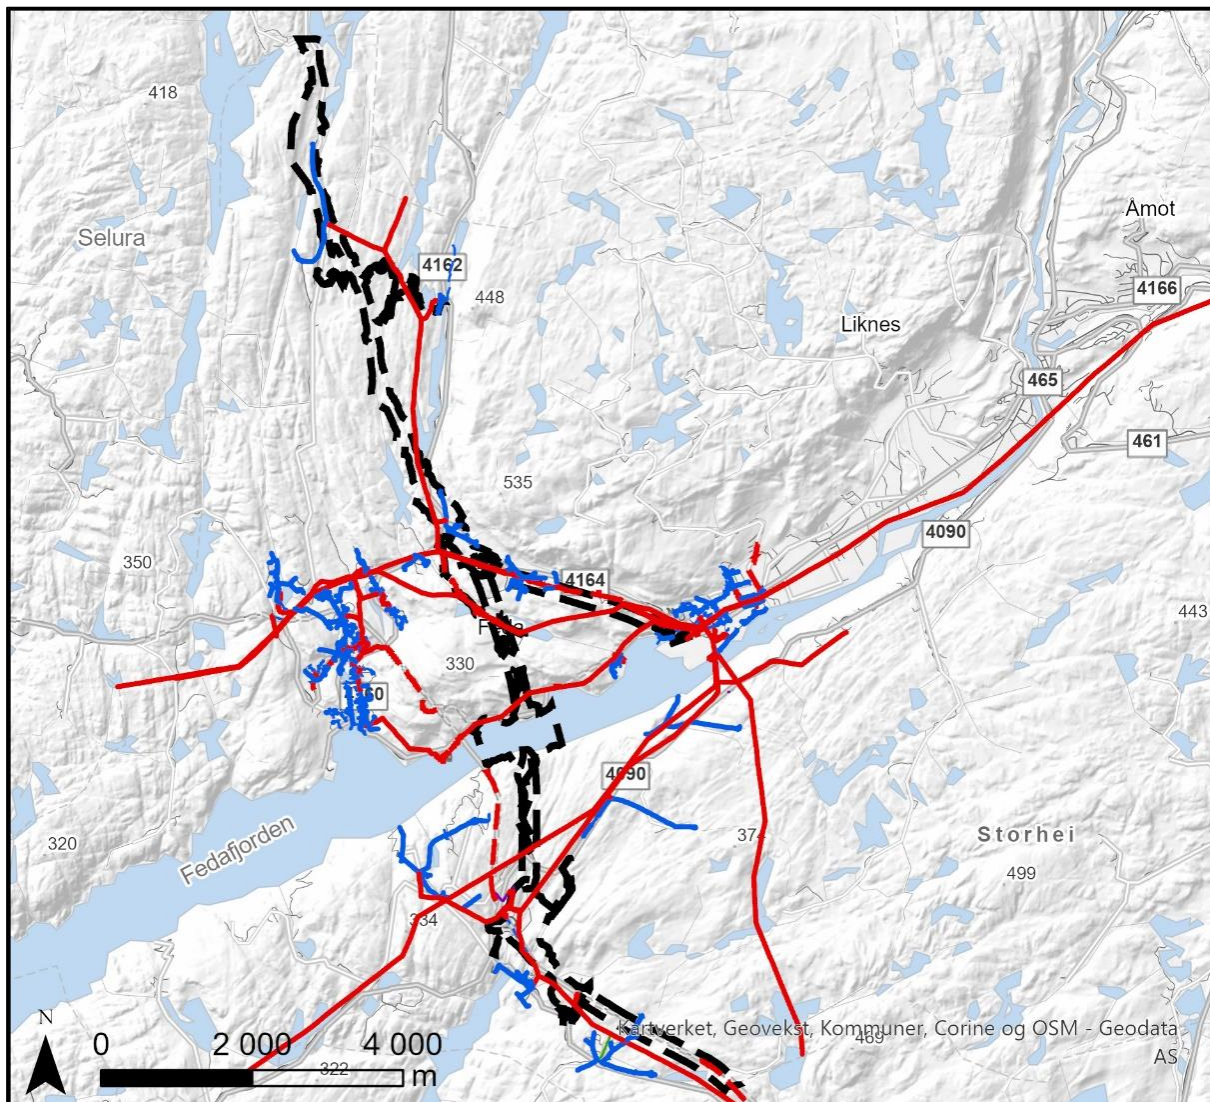 418
Åmot
Selura
4162
448
4166
Liknes
465
461
535
4090
350
4164
443
330
4090
374
Storhei
320
499
Fedafjorden
334
N
Kartverket, Geovekst, Kommuner, Corine og OSM - Geodata
469
AS
0 2 000 4 000
m
322